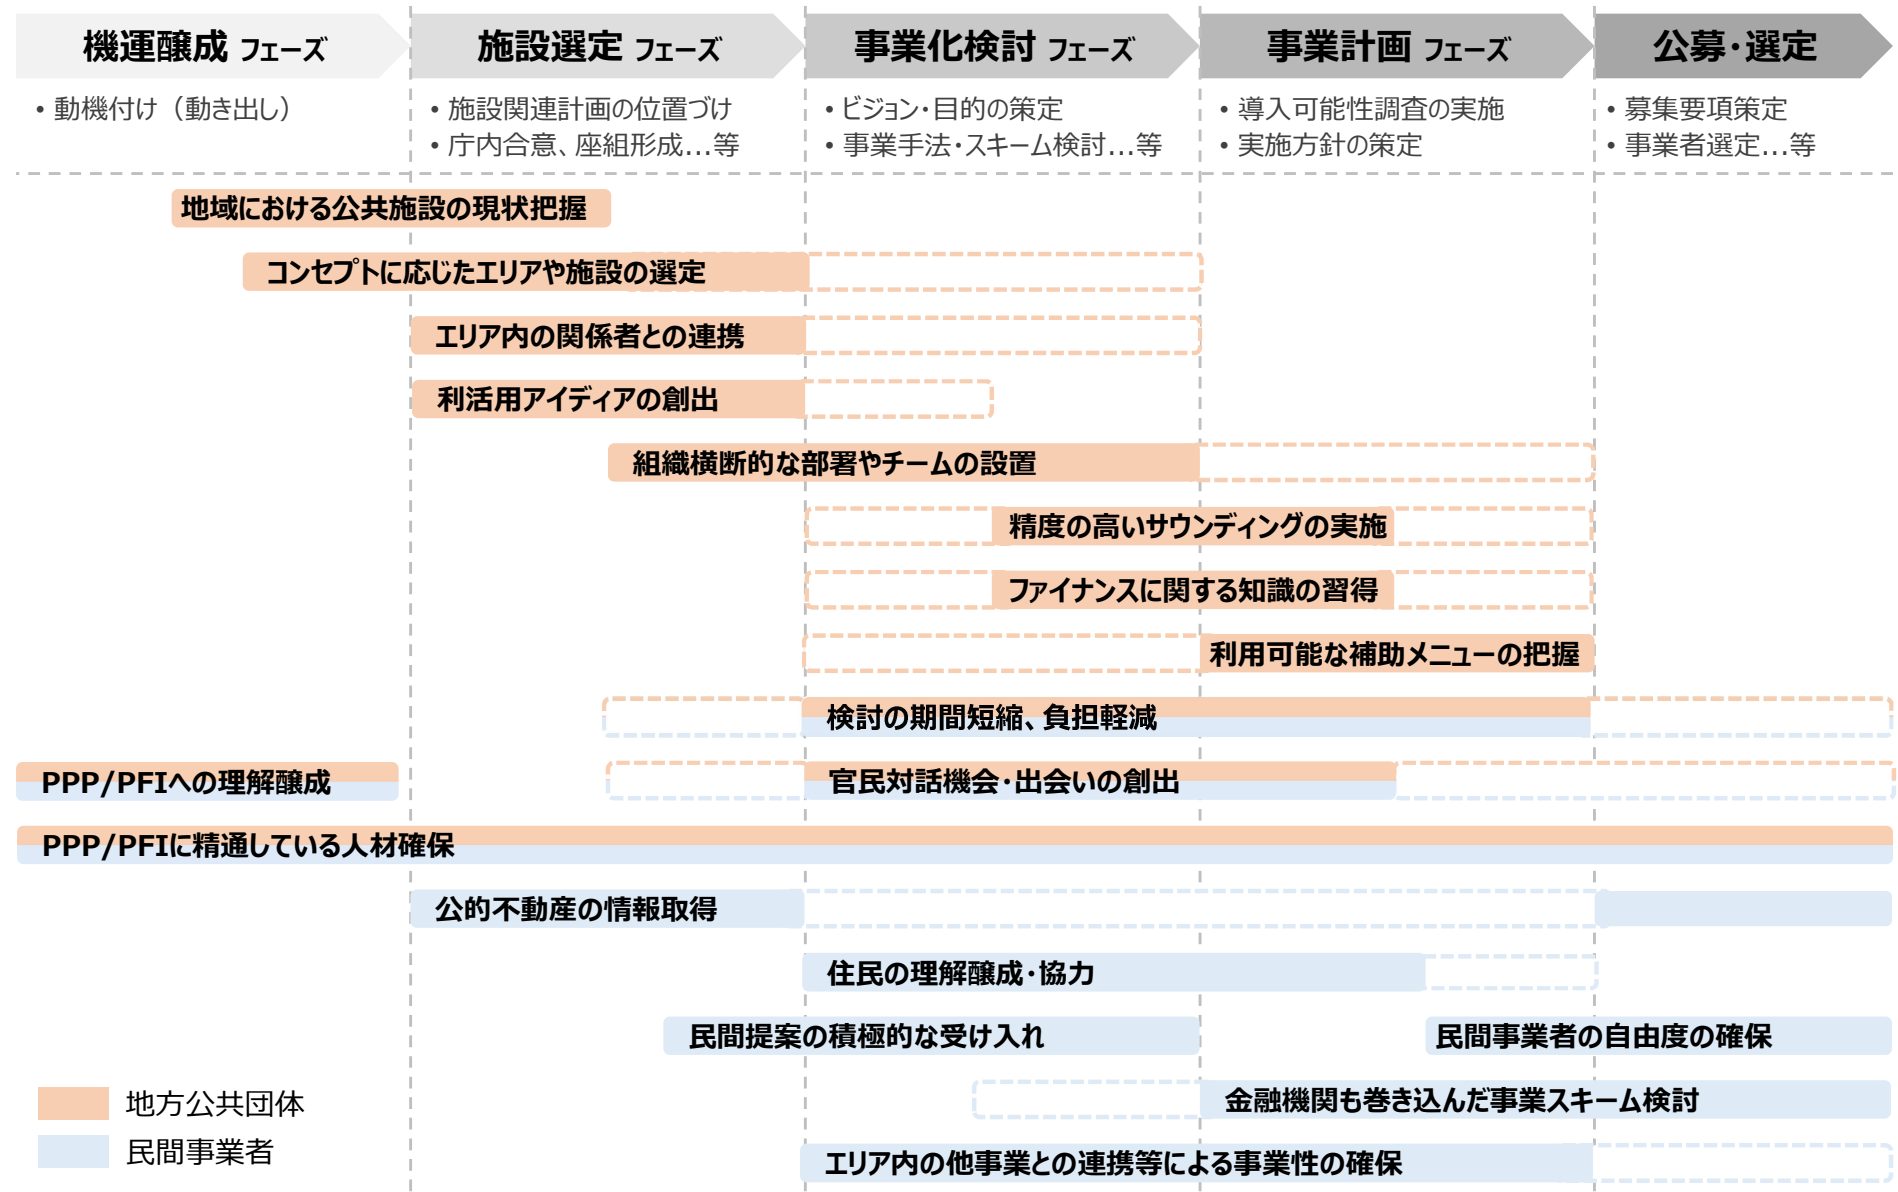 機運醸成 フェーズ
施設選定 フェーズ
事業化検討 フェーズ
事業計画 フェーズ
公募・選定
• 動機付け（動き出し）
• 施設関連計画の位置づけ
• 庁内合意、座組形成…等
• ビジョン・目的の策定
• 事業手法・スキーム検討…等
• 導入可能性調査の実施
• 実施方針の策定
• 募集要項策定
• 事業者選定…等
地域における公共施設の現状把握
コンセプトに応じたエリアや施設の選定
エリア内の関係者との連携
利活用アイディアの創出
組織横断的な部署やチームの設置
精度の高いサウンディングの実施
ファイナンスに関する知識の習得
利用可能な補助メニューの把握
検討の期間短縮、負担軽減
PPP/PFIへの理解醸成
官民対話機会・出会いの創出
PPP/PFIに精通している人材確保
公的不動産の情報取得
住民の理解醸成・協力
民間提案の積極的な受け入れ
民間事業者の自由度の確保
金融機関も巻き込んだ事業スキーム検討
エリア内の他事業との連携等による事業性の確保
地方公共団体
民間事業者